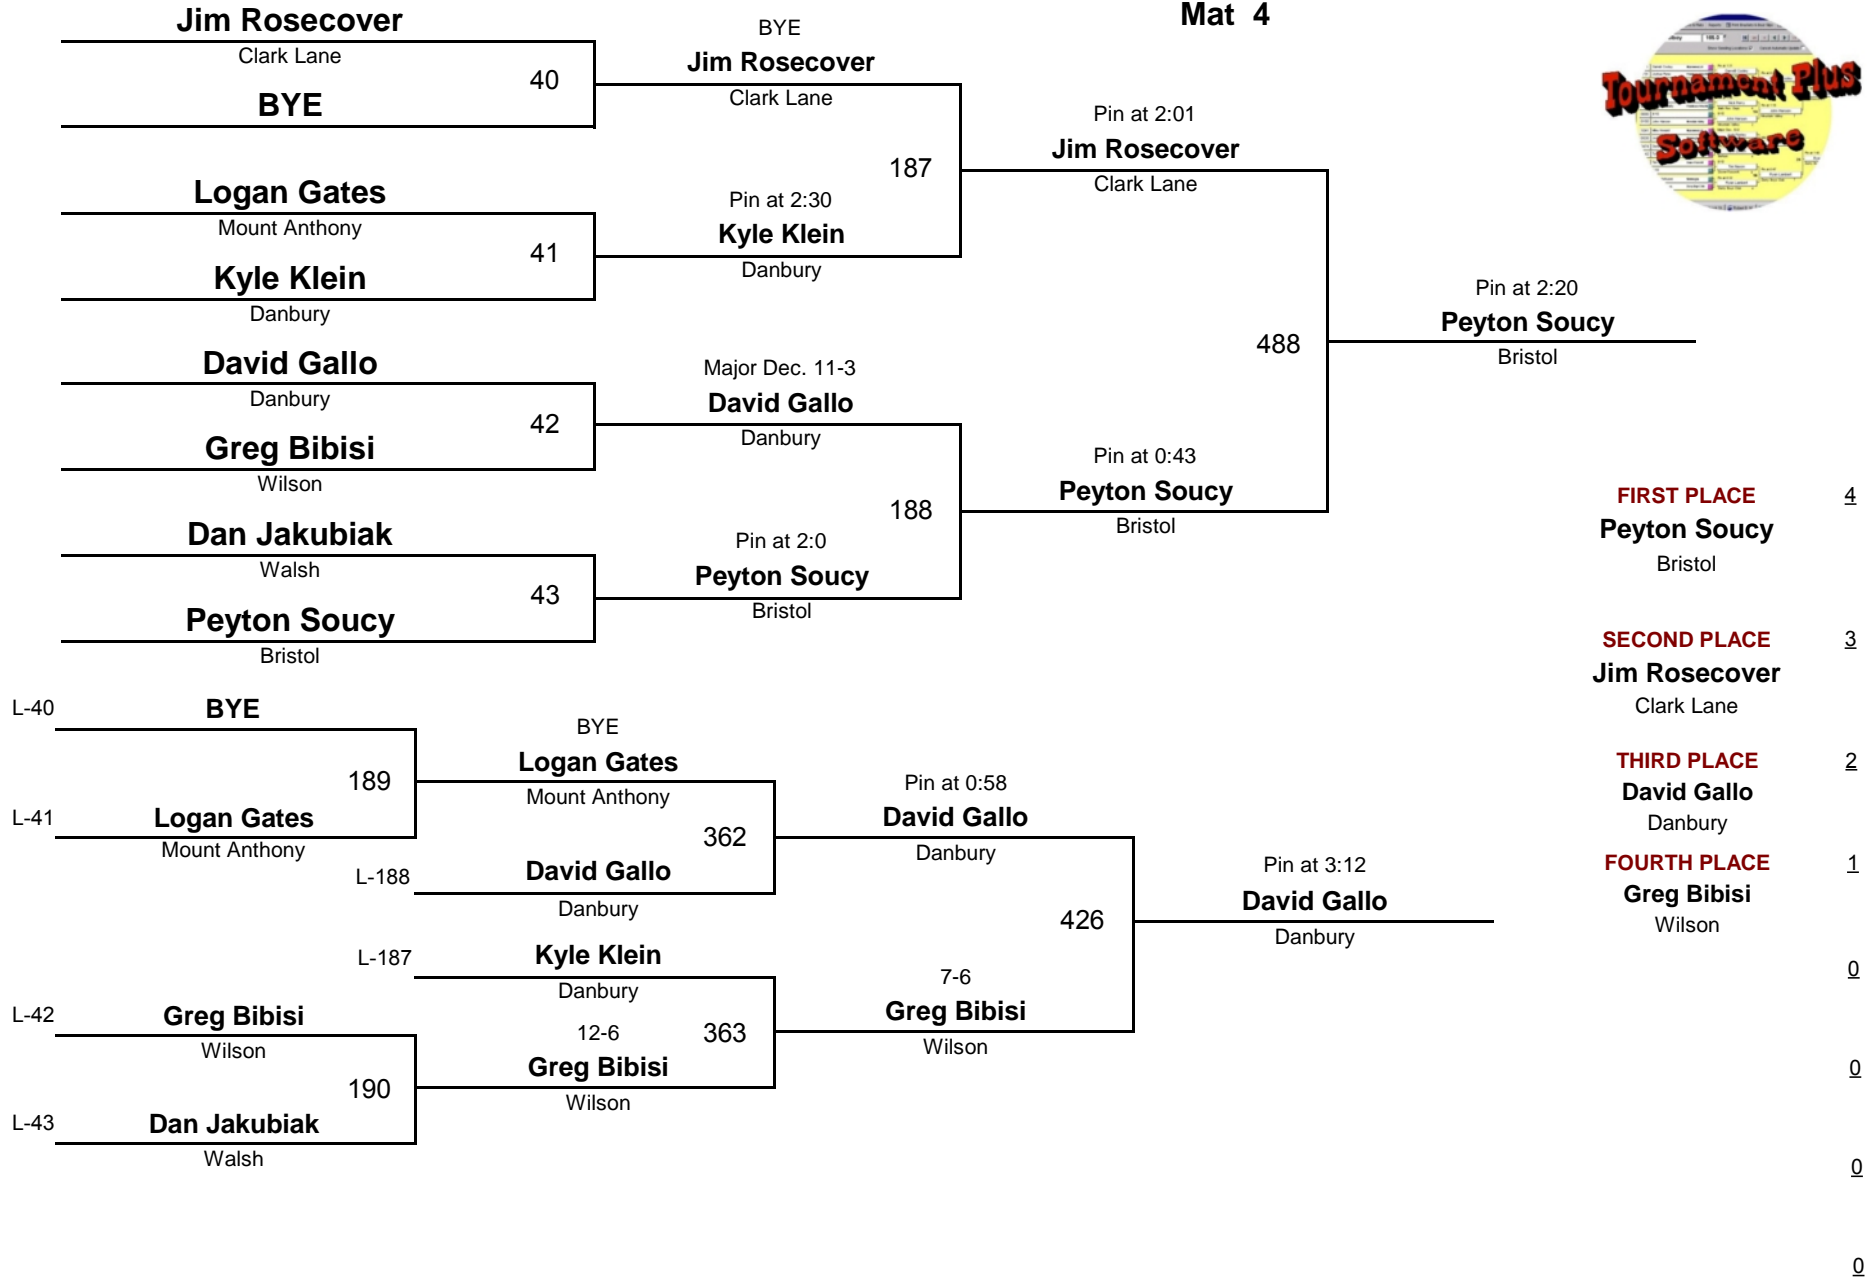 Mat 4
Tournament Plus
Software
Jim Rosecover
Clark Lane
40
BYE
Logan Gates
Mount Anthony
41
Kyle Klein
Danbury
David Gallo
Danbury
42
Greg Bibisi
Wilson
Dan Jakubiak
Walsh
43
Peyton Soucy
Bristol
BYE
Jim Rosecover
Clark Lane
187
Pin at 2:30
Kyle Klein
Danbury
Major Dec. 11-3
David Gallo
Danbury
188
Pin at 2:0
Peyton Soucy
Bristol
Pin at 2:01
Jim Rosecover
Clark Lane
488
Pin at 0:43
Peyton Soucy
Bristol
Pin at 2:20
Peyton Soucy
Bristol
L-40
BYE
189
L-41
Logan Gates
Mount Anthony
L-42
Greg Bibisi
Wilson
190
L-43
Dan Jakubiak
Walsh
BYE
Logan Gates
Mount Anthony
362
L-188
David Gallo
Danbury
L-187
Kyle Klein
Danbury
363
12-6
Greg Bibisi
Wilson
Pin at 0:58
David Gallo
Danbury
426
7-6
Greg Bibisi
Wilson
Pin at 3:12
David Gallo
Danbury
FIRST PLACE 4
Peyton Soucy
Bristol
SECOND PLACE 3
Jim Rosecover
Clark Lane
THIRD PLACE 2
David Gallo
Danbury
FOURTH PLACE 1
Greg Bibisi
Wilson
0
0
0
0